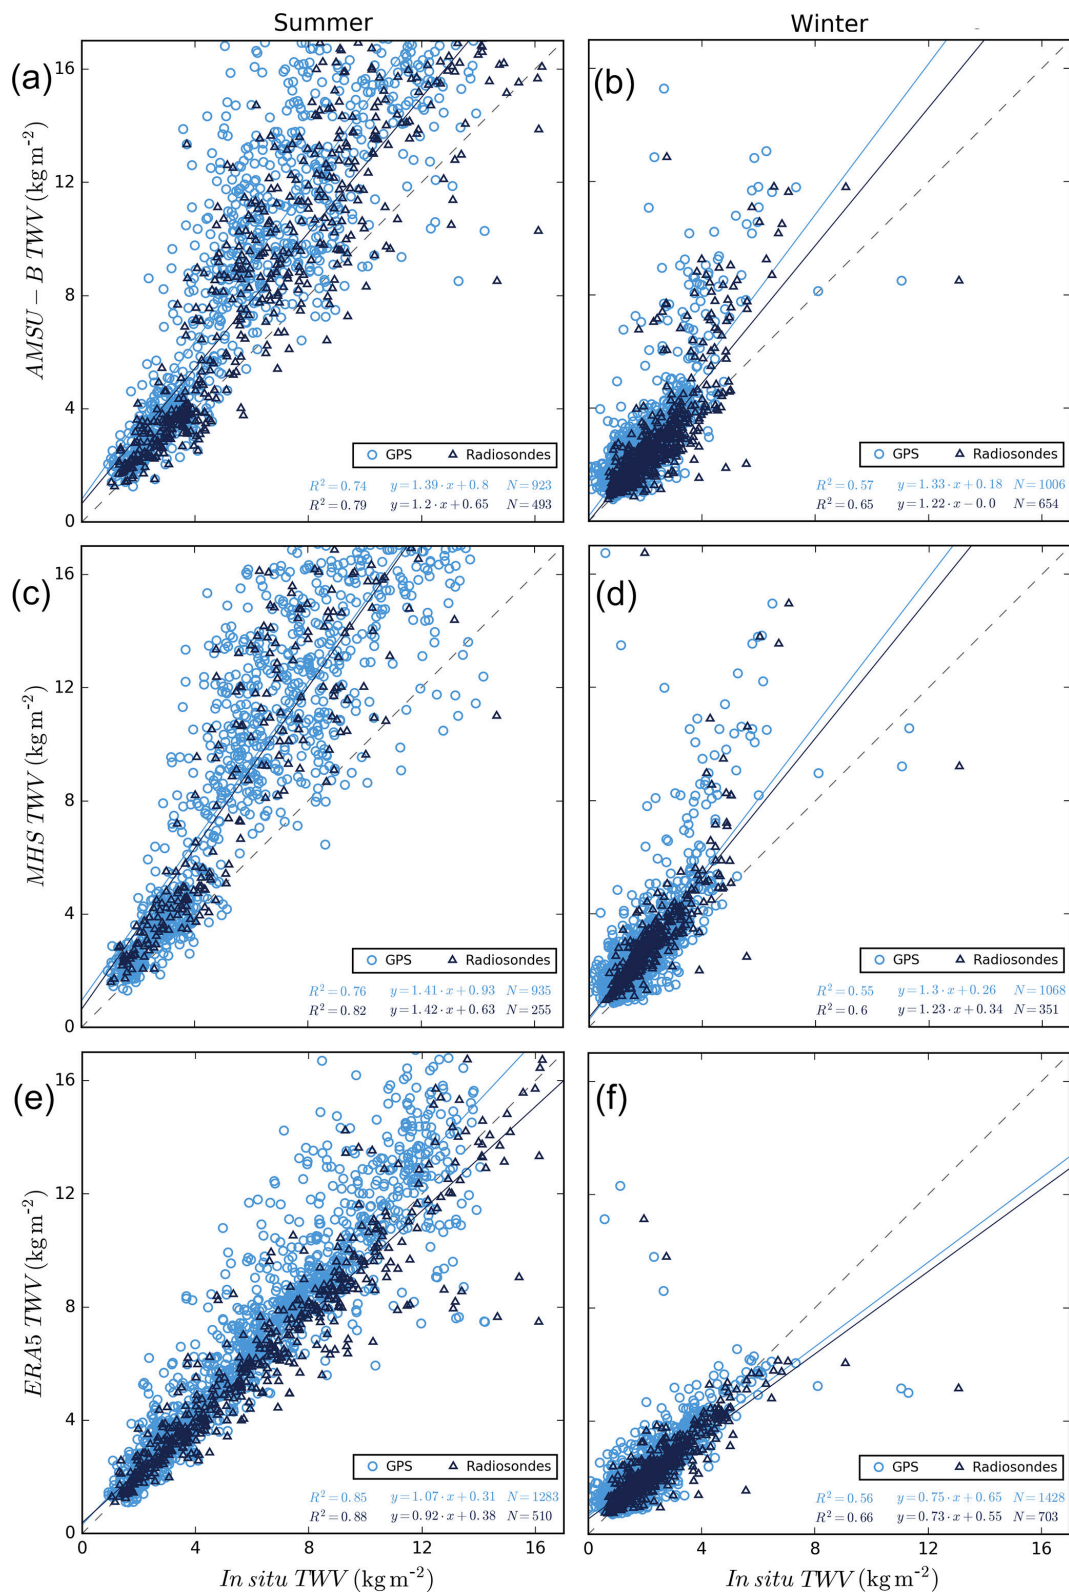 Summer
Winter
(a)
16
12
8
4
0
AMSU − B TWV (kg m⁻²)
GPS
Radiosondes
R² = 0.74 y = 1.39 · x + 0.8 N = 923
R² = 0.79 y = 1.2 · x + 0.65 N = 493
(b)
GPS
Radiosondes
R² = 0.57 y = 1.33 · x + 0.18 N = 1006
R² = 0.65 y = 1.22 · x − 0.0 N = 654
(c)
16
12
8
4
0
MHS TWV (kg m⁻²)
GPS
Radiosondes
R² = 0.76 y = 1.41 · x + 0.93 N = 935
R² = 0.82 y = 1.42 · x + 0.63 N = 255
(d)
GPS
Radiosondes
R² = 0.55 y = 1.3 · x + 0.26 N = 1068
R² = 0.6 y = 1.23 · x + 0.34 N = 351
(e)
16
12
8
4
0
ERA5 TWV (kg m⁻²)
GPS
Radiosondes
R² = 0.85 y = 1.07 · x + 0.31 N = 1283
R² = 0.88 y = 0.92 · x + 0.38 N = 510
0 4 8 12 16
In situ TWV (kg m⁻²)
(f)
GPS
Radiosondes
R² = 0.56 y = 0.75 · x + 0.65 N = 1428
R² = 0.66 y = 0.73 · x + 0.55 N = 703
0 4 8 12 16
In situ TWV (kg m⁻²)